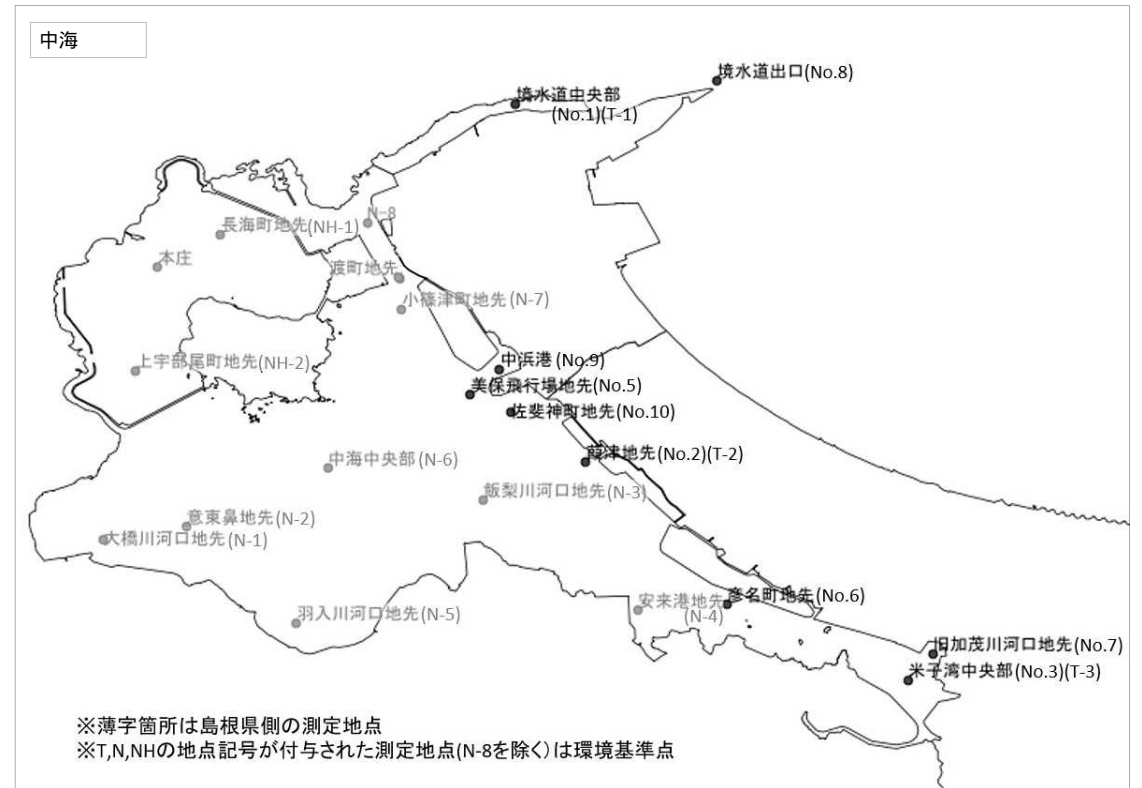 中海
境水道出口(No.8)
境水道中央部
(No.1)(T-1)
N-8
長海町地先(NH-1)
本庄
渡町地先
小篠津町地先(N-7)
上宇部尾町地先(NH-2)
中浜港(No.9)
美保飛行場地先(No.5)
佐斐神町地先(No.10)
葭津地先(No.2)(T-2)
中海中央部(N-6)
飯梨川河口地先(N-3)
意東鼻地先(N-2)
大橋川河口地先(N-1)
羽入川河口地先(N-5)
安来港地先
(N-4)
彦名町地先(No.6)
旧加茂川河口地先(No.7)
米子湾中央部(No.3)(T-3)
※薄字箇所は島根県側の測定地点
※T,N,NHの地点記号が付与された測定地点(N-8を除く)は環境基準点